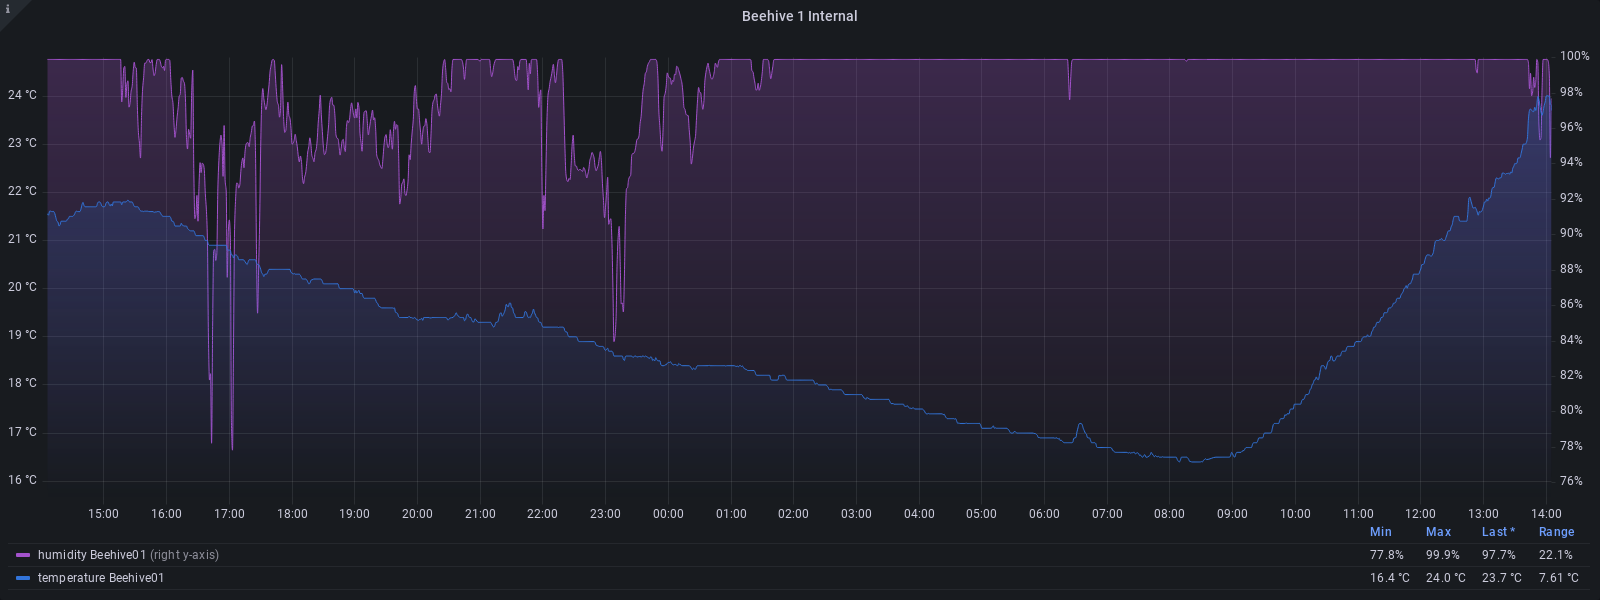 i
Beehive 1 Internal
24 °C
23 °C
22 °C
21 °C
20 °C
19 °C
18 °C
17 °C
16 °C
100%
98%
96%
94%
92%
90%
88%
86%
84%
82%
80%
78%
76%
15:00 16:00 17:00 18:00 19:00 20:00 21:00 22:00 23:00 00:00 01:00 02:00 03:00 04:00 05:00 06:00 07:00 08:00 09:00 10:00 11:00 12:00 13:00 14:00
Min Max Last * Range
humidity Beehive01 (right y-axis) 77.8% 99.9% 97.7% 22.1%
temperature Beehive01 16.4 °C 24.0 °C 23.7 °C 7.61 °C